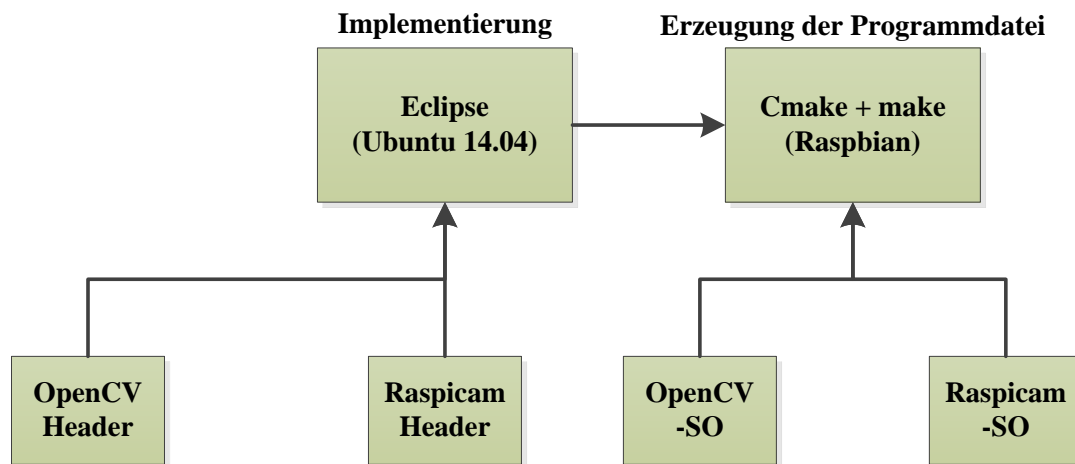 Implementierung
Erzeugung der Programmdatei
Eclipse
(Ubuntu 14.04)
Cmake + make
(Raspbian)
OpenCV
Header
Raspicam
Header
OpenCV
-SO
Raspicam
-SO